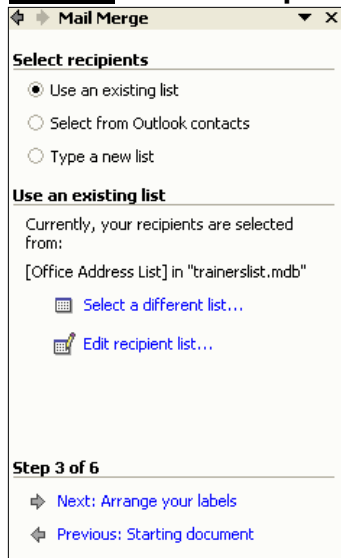 Mail Merge
Select recipients
Use an existing list
Select from Outlook contacts
Type a new list
Use an existing list
Currently, your recipients are selected
from:
[Office Address List] in "trainerslist.mdb"
Select a different list...
Edit recipient list...
Step 3 of 6
Next: Arrange your labels
Previous: Starting document